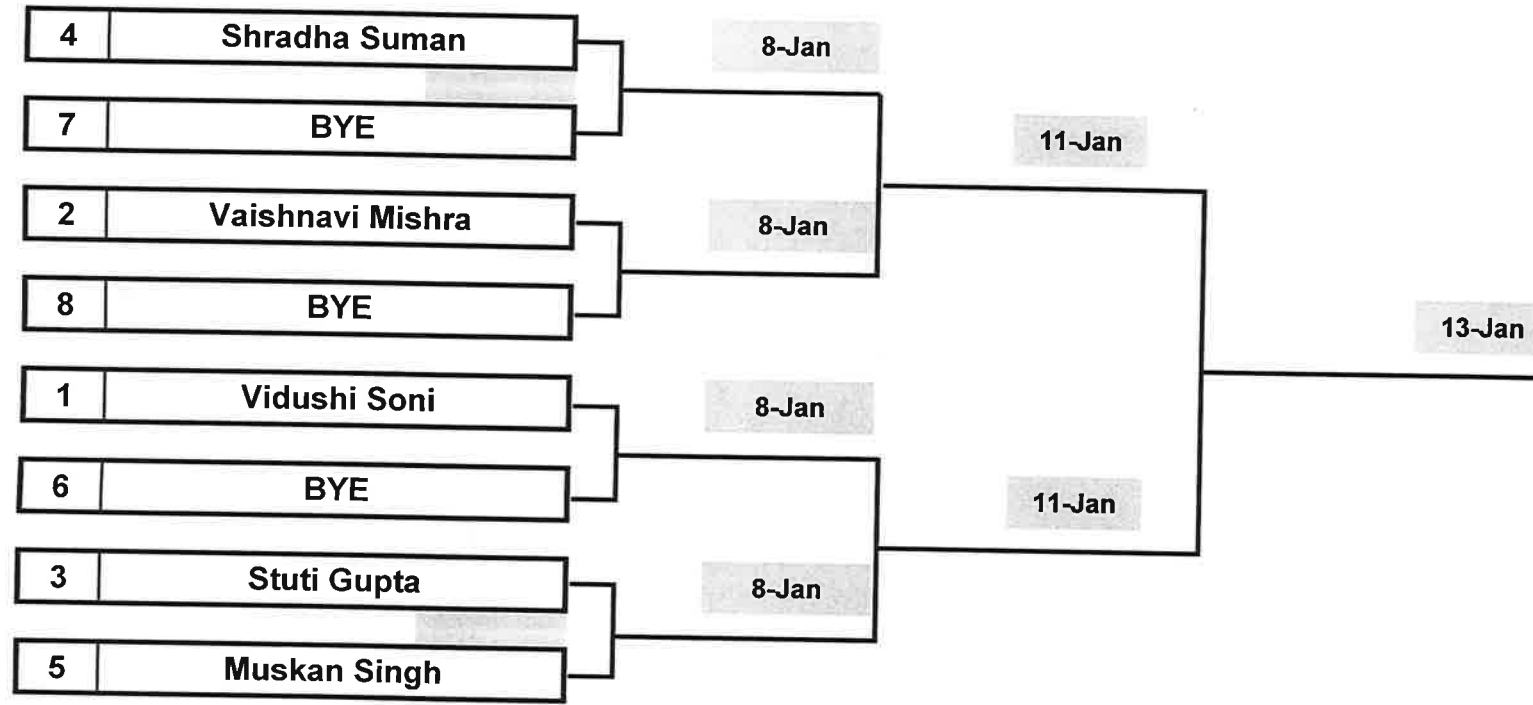 4 Shradha Suman
8-Jan
7 BYE
11-Jan
2 Vaishnavi Mishra
8-Jan
8 BYE
13-Jan
1 Vidushi Soni
8-Jan
6 BYE
11-Jan
3 Stuti Gupta
8-Jan
5 Muskan Singh